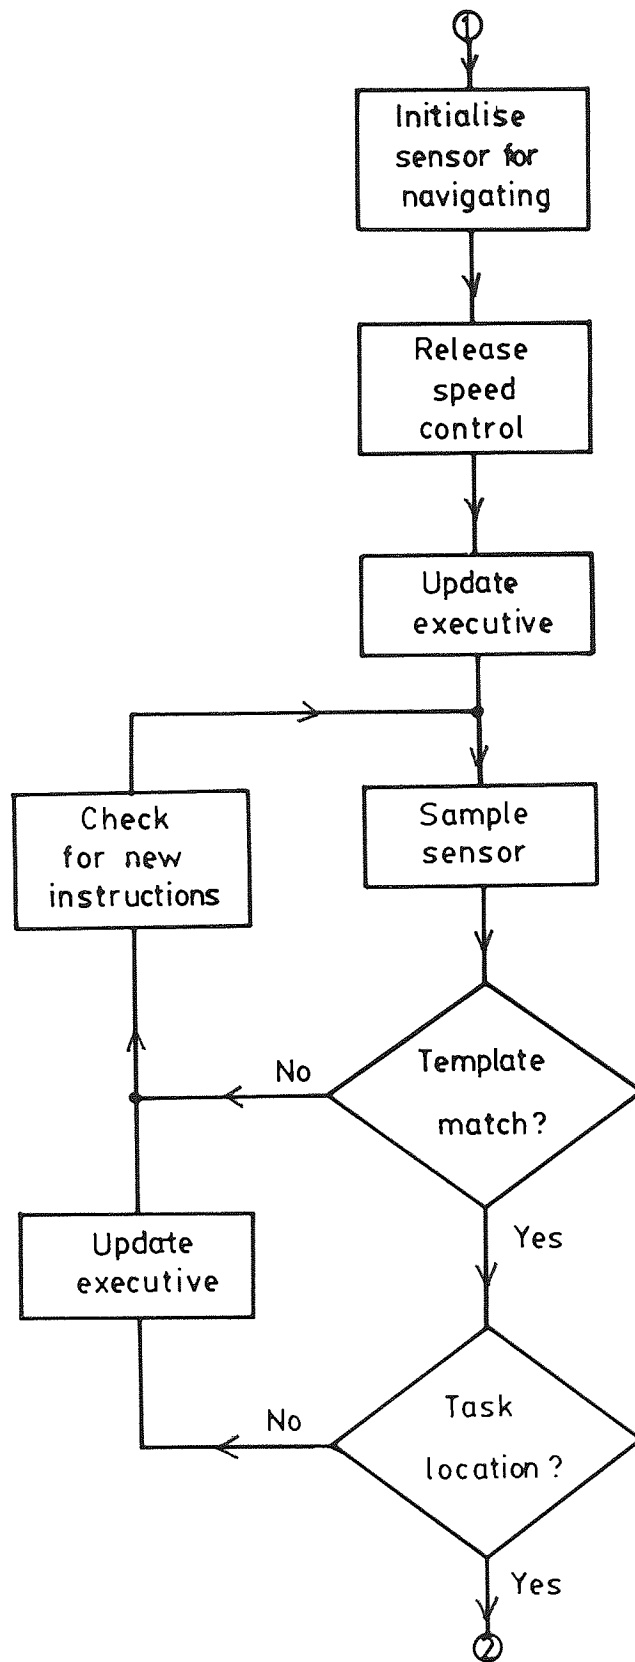 1
Initialise
sensor for
navigating
Release
speed
control
Update
executive
Check
for new
instructions
Sample
sensor
No
Template
match?
Yes
Update
executive
No
Task
location?
Yes
2